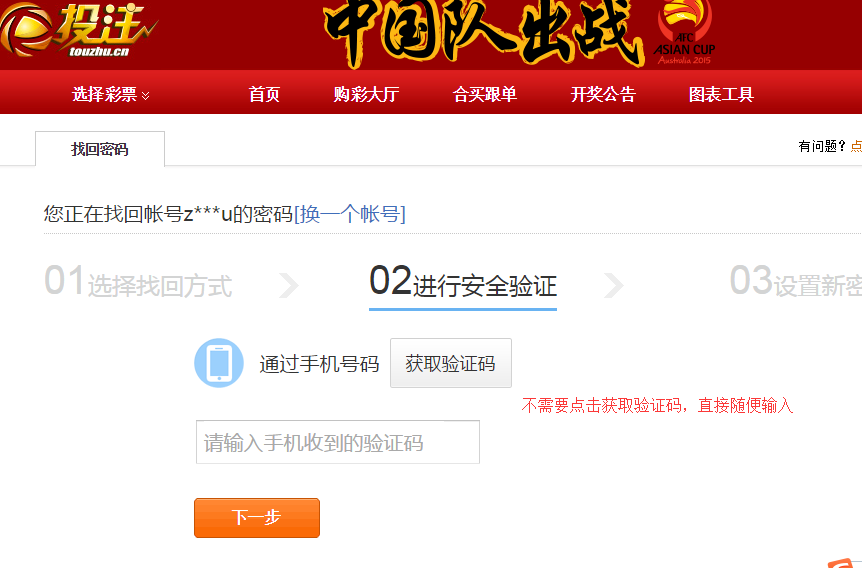 投注
touzhu.cn
中国队出战
AFC
ASIAN CUP
Australia 2015
选择彩票 首页 购彩大厅 合买跟单 开奖公告 图表工具
找回密码
有问题？点
您正在找回帐号z***u的密码[换一个帐号]
01选择找回方式 02进行安全验证 03设置新密
通过手机号码 获取验证码
不需要点击获取验证码，直接随便输入
请输入手机收到的验证码
下一步